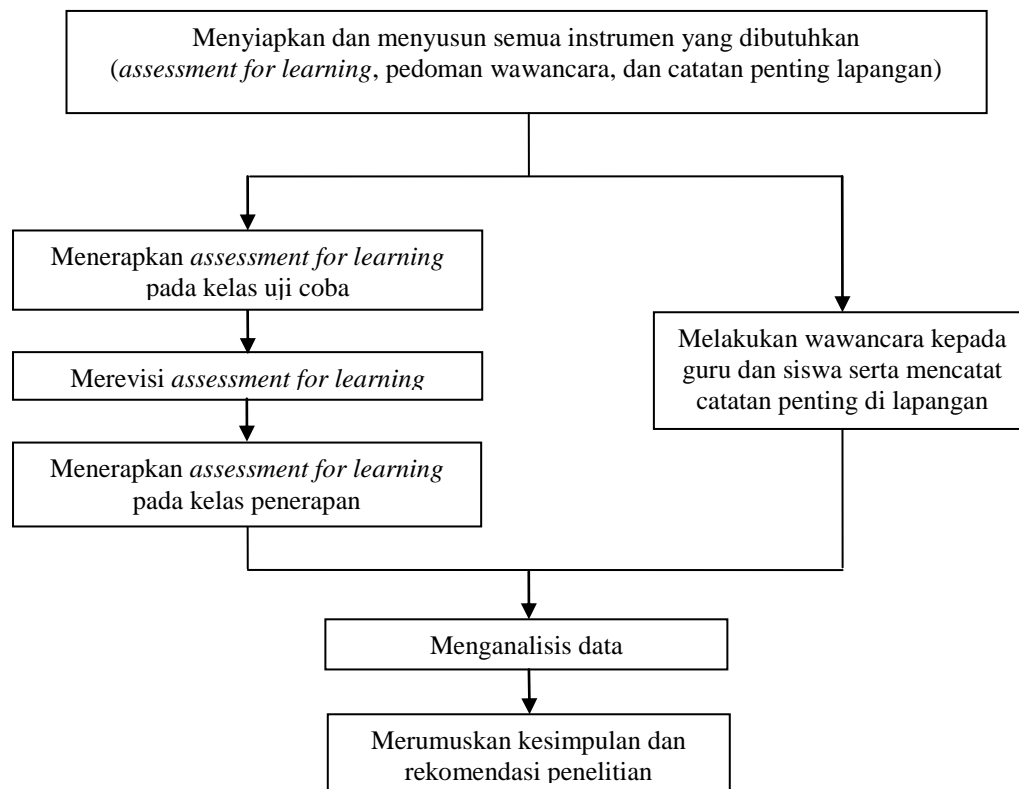 Menyiapkan dan menyusun semua instrumen yang dibutuhkan
(assessment for learning, pedoman wawancara, dan catatan penting lapangan)
Menerapkan assessment for learning
pada kelas uji coba
Merevisi assessment for learning
Menerapkan assessment for learning
pada kelas penerapan
Melakukan wawancara kepada
guru dan siswa serta mencatat
catatan penting di lapangan
Menganalisis data
Merumuskan kesimpulan dan
rekomendasi penelitian